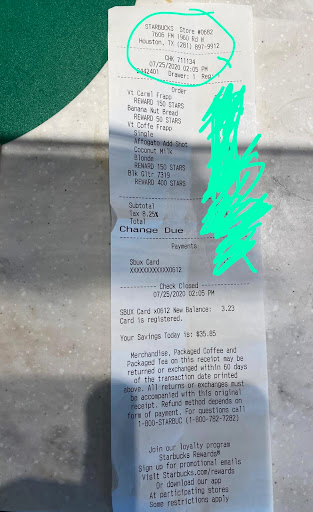 STARBUCKS Store #0682
7606 FM 1960 Rd W
Houston, TX (281) 897-9912
CHK 711134
07/25/2020 02:05 PM
2442401 Drawer: 1 Reg: 1
Order
Vt Carml Frapp
REWARD 150 STARS
Banana Nut Bread
REWARD 50 STARS
Vt Coffe Frapp
Single
Affogato Add Shot
Coconut Milk
Blonde
REWARD 150 STARS
Blk Gltr 7319
REWARD 400 STARS
Subtotal
Tax 8.25%
Total
Change Due
Payments
Sbux Card
XXXXXXXXXXXX0612
Check Closed
07/25/2020 02:05 PM
SBUX Card x0612 New Balance: 3.23
Card is registered.
Your Savings Today is: $35.85
Merchandise, Packaged Coffee and
Packaged Tea on this receipt may be
returned or exchanged within 60 days
of the transaction date printed
above. All returns or exchanges must
be accompanied with this original
receipt. Refund method depends on
form of payment. For questions call
1-800-STARBUC (1-800-782-7282)
Join our loyalty program
Starbucks Rewards®
Sign up for promotional emails
Visit Starbucks.com/rewards
Or download our app
At participating stores
Some restrictions apply